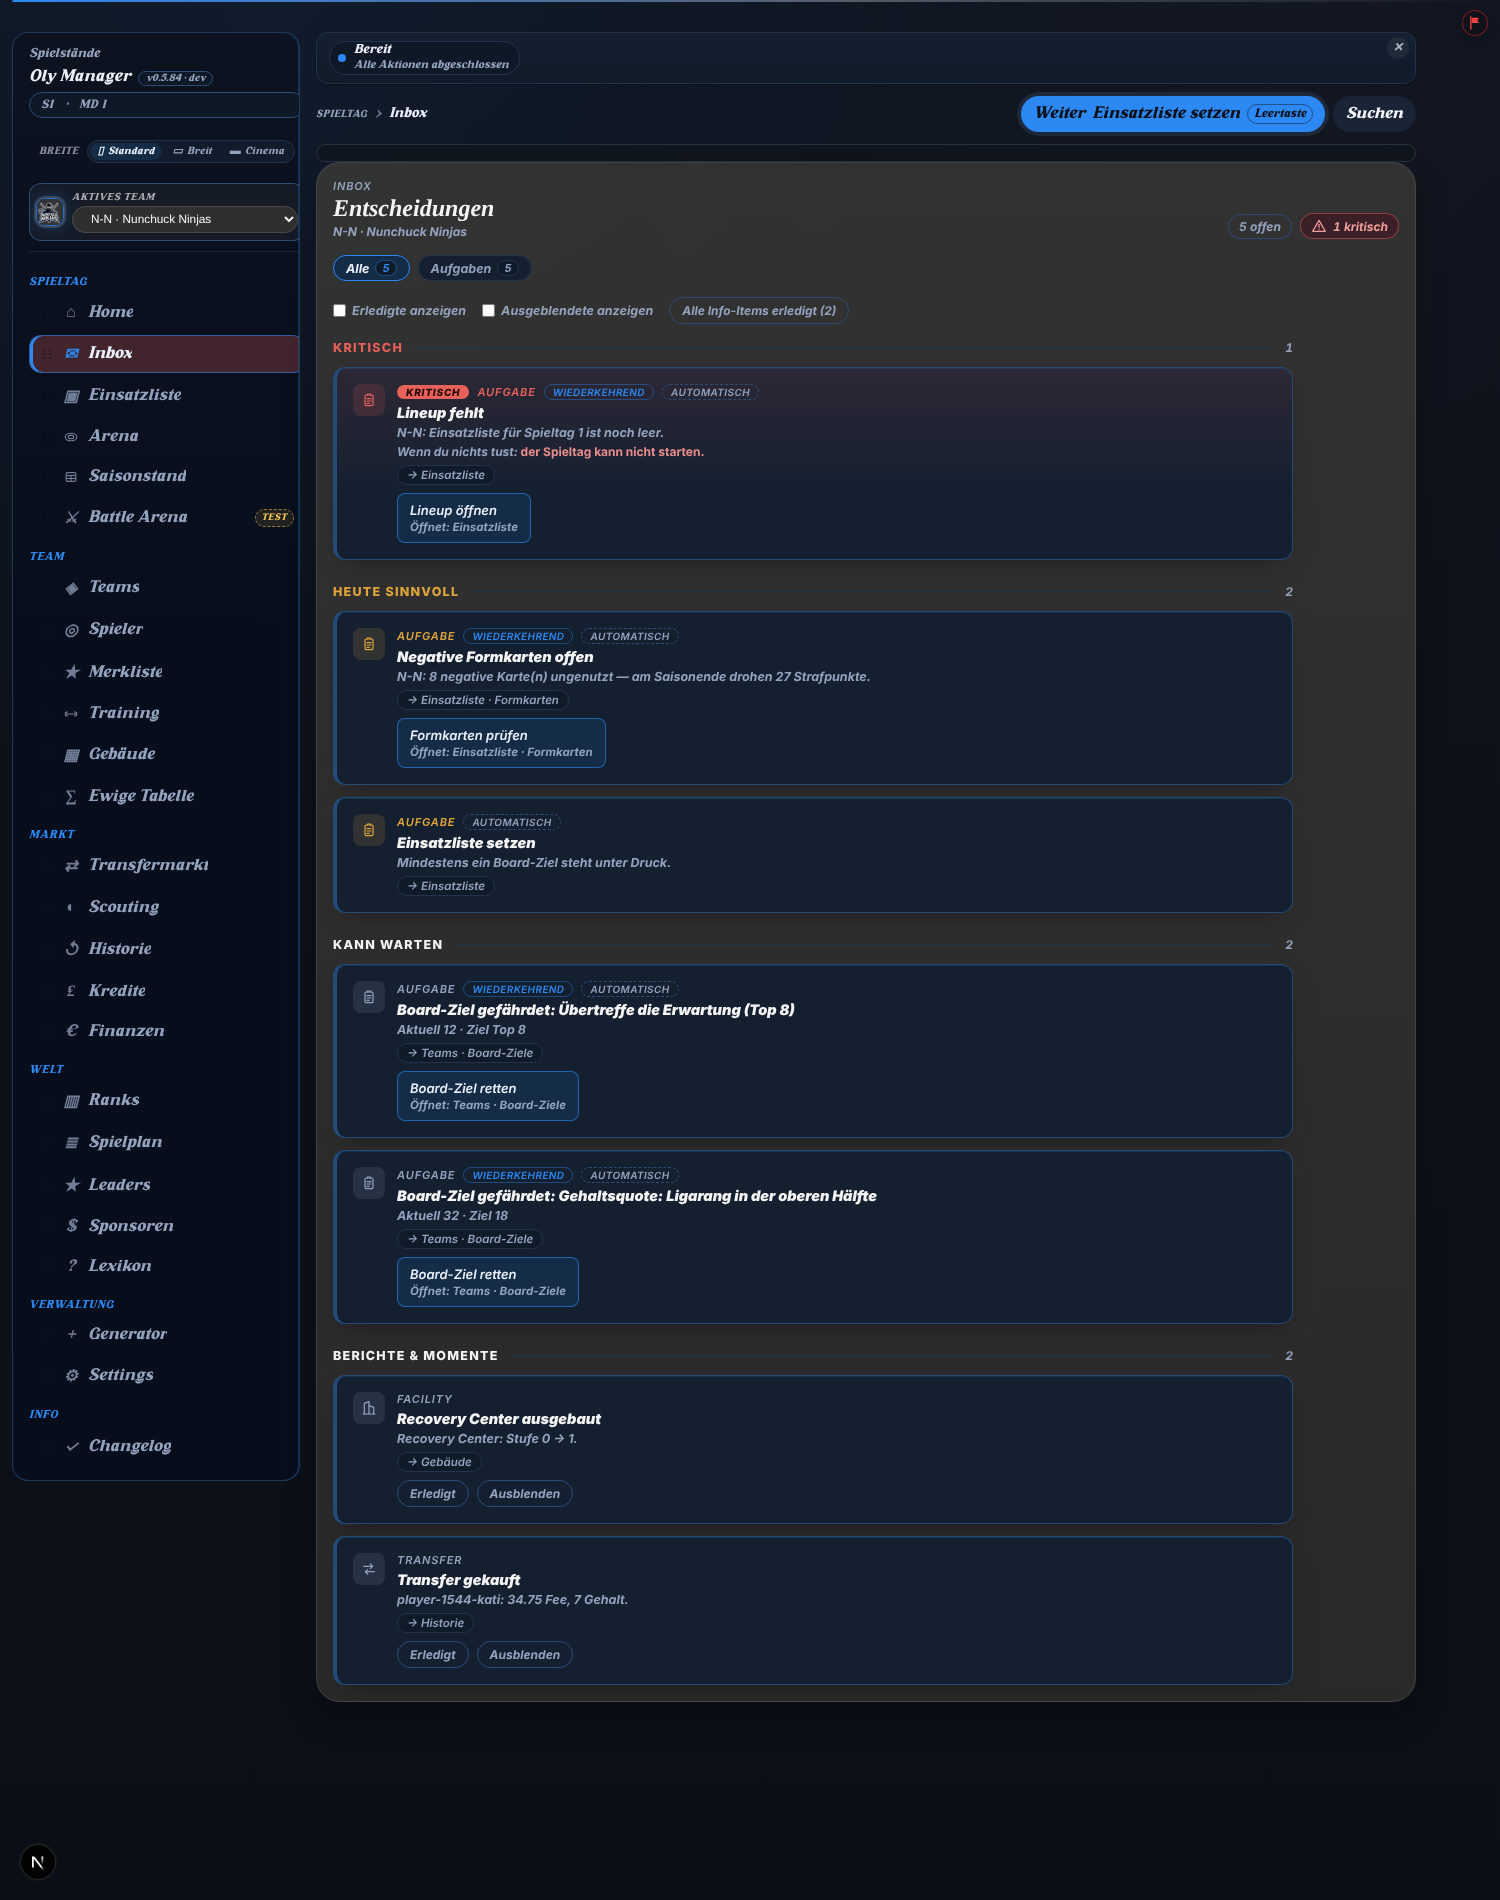 Spielstände
Oly Manager v0.5.84 · dev
S1 · MD 1
BREITE Standard Breit Cinema
AKTIVES TEAM
N-N · Nunchuck Ninjas
SPIELTAG
Home
Inbox
Einsatzliste
Arena
Saisonstand
Battle Arena TEST
TEAM
Teams
Spieler
Merkliste
Training
Gebäude
Ewige Tabelle
MARKT
Transfermarkt
Scouting
Historie
Kredite
Finanzen
WELT
Ranks
Spielplan
Leaders
Sponsoren
Lexikon
VERWALTUNG
Generator
Settings
INFO
Changelog
Bereit
Alle Aktionen abgeschlossen
SPIELTAG › Inbox
Weiter Einsatzliste setzen Leertaste
Suchen
INBOX
Entscheidungen
N-N · Nunchuck Ninjas
5 offen
1 kritisch
Alle 5 Aufgaben 5
Erledigte anzeigen Ausgeblendete anzeigen Alle Info-Items erledigt (2)
KRITISCH 1
KRITISCH AUFGABE WIEDERKEHREND AUTOMATISCH
Lineup fehlt
N-N: Einsatzliste für Spieltag 1 ist noch leer.
Wenn du nichts tust: der Spieltag kann nicht starten.
→ Einsatzliste
Lineup öffnen
Öffnet: Einsatzliste
HEUTE SINNVOLL 2
AUFGABE WIEDERKEHREND AUTOMATISCH
Negative Formkarten offen
N-N: 8 negative Karte(n) ungenutzt — am Saisonende drohen 27 Strafpunkte.
→ Einsatzliste · Formkarten
Formkarten prüfen
Öffnet: Einsatzliste · Formkarten
AUFGABE AUTOMATISCH
Einsatzliste setzen
Mindestens ein Board-Ziel steht unter Druck.
→ Einsatzliste
KANN WARTEN 2
AUFGABE WIEDERKEHREND AUTOMATISCH
Board-Ziel gefährdet: Übertreffe die Erwartung (Top 8)
Aktuell 12 · Ziel Top 8
→ Teams · Board-Ziele
Board-Ziel retten
Öffnet: Teams · Board-Ziele
AUFGABE WIEDERKEHREND AUTOMATISCH
Board-Ziel gefährdet: Gehaltsquote: Ligarang in der oberen Hälfte
Aktuell 32 · Ziel 18
→ Teams · Board-Ziele
Board-Ziel retten
Öffnet: Teams · Board-Ziele
BERICHTE & MOMENTE 2
FACILITY
Recovery Center ausgebaut
Recovery Center: Stufe 0 → 1.
→ Gebäude
Erledigt Ausblenden
TRANSFER
Transfer gekauft
player-1544-kati: 34.75 Fee, 7 Gehalt.
→ Historie
Erledigt Ausblenden
N